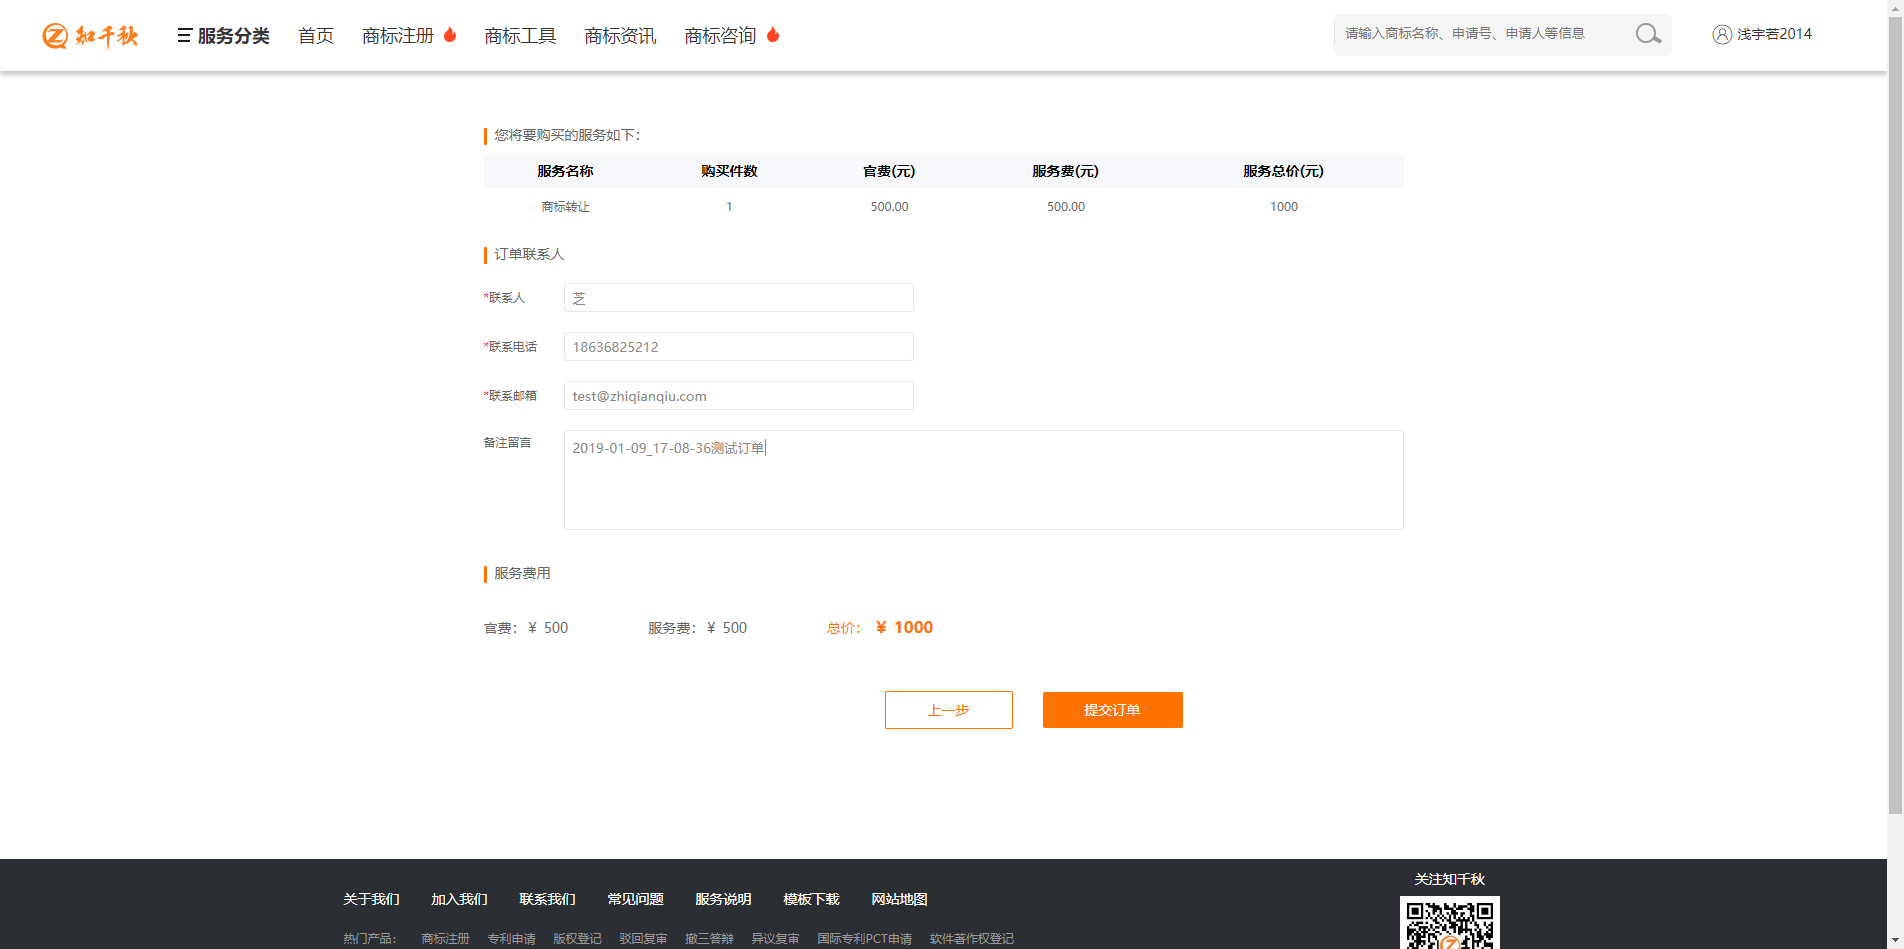 知千秋 服务分类 首页 商标注册 商标工具 商标资讯 商标咨询 请输入商标名称、申请号、申请人等信息 浅宇若2014
您将要购买的服务如下：
服务名称 购买件数 官费(元) 服务费(元) 服务总价(元)
商标转让 1 500.00 500.00 1000
订单联系人
*联系人 芝
*联系电话 18636825212
*联系邮箱 test@zhiqianqiu.com
备注留言 2019-01-09_17-08-36测试订单
服务费用
官费：¥ 500 服务费：¥ 500 总价：¥ 1000
上一步 提交订单
关注知千秋
关于我们 加入我们 联系我们 常见问题 服务说明 模板下载 网站地图
热门产品： 商标注册 专利申请 版权登记 驳回复审 撤三答辩 异议复审 国际专利PCT申请 软件著作权登记